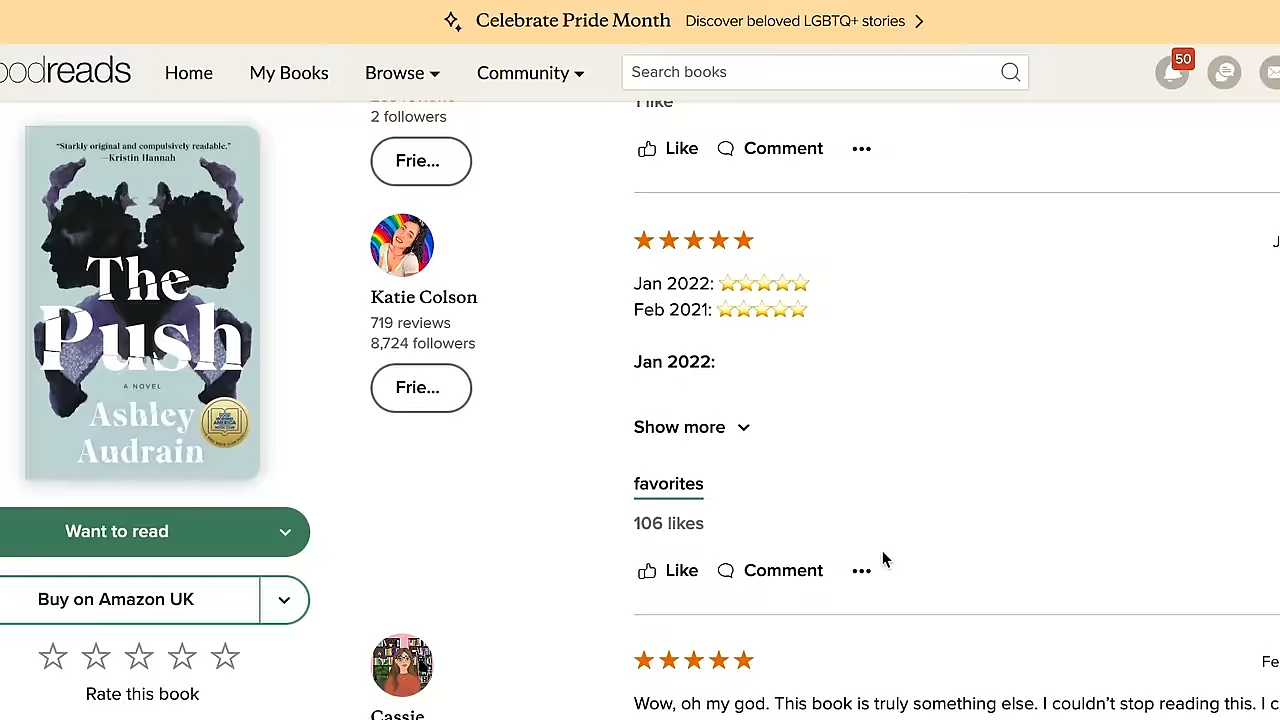 Celebrate Pride Month Discover beloved LGBTQ+ stories
oodreads Home My Books Browse Community Search books 50
"Starkly original and compulsively readable."
—Kristin Hannah
The
Push
A NOVEL
Ashley
Audrain
Want to read
Buy on Amazon UK
Rate this book
2 followers
Frie...
I like
Like Comment
Katie Colson
719 reviews
8,724 followers
Frie...
Jan 2022: ⭐⭐⭐⭐⭐
Feb 2021: ⭐⭐⭐⭐⭐
Jan 2022:
Show more
favorites
106 likes
Like Comment
Cassie
Fe
Wow, oh my god. This book is truly something else. I couldn't stop reading this. I c